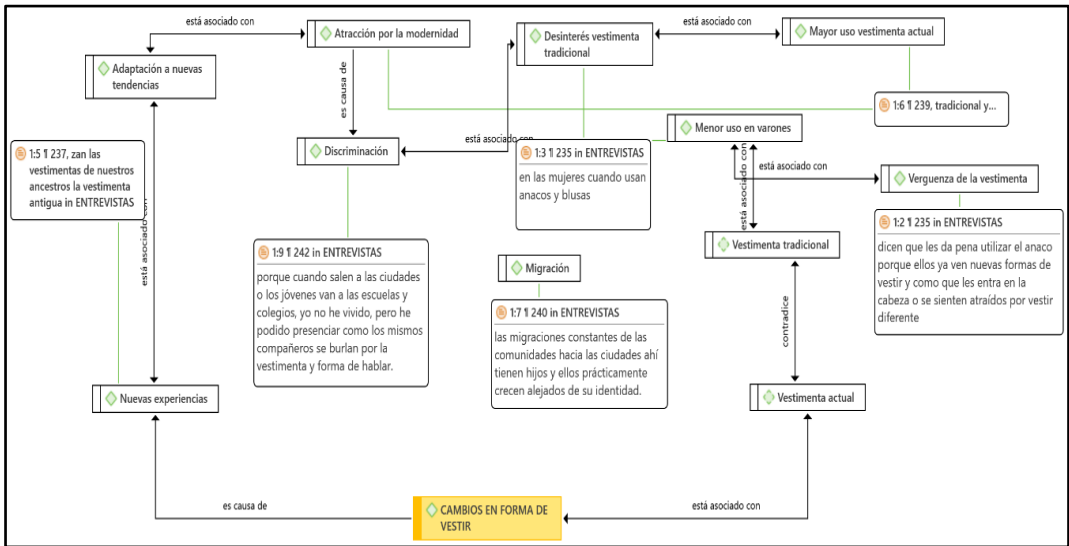 está asociado con
Atracción por la modernidad
Desinterés vestimenta
tradicional
está asociado con
Mayor uso vestimenta actual
Adaptación a nuevas
tendencias
es causa de
1:6 ¶ 239, tradicional y...
Menor uso en varones
Discriminación
está asociado con
1:5 ¶ 237, zan las
vestimentas de nuestros
ancestros la vestimenta
antigua in ENTREVISTAS
1:3 ¶ 235 in ENTREVISTAS
en las mujeres cuando usan
anacos y blusas
está asociado con
está asociado con
Verguenza de la vestimenta
está asociado con
1:9 ¶ 242 in ENTREVISTAS
porque cuando salen a las ciudades
o los jóvenes van a las escuelas y
colegios, yo no he vivido, pero he
podido presenciar como los mismos
compañeros se burlan por la
vestimenta y forma de hablar.
Vestimenta tradicional
1:2 ¶ 235 in ENTREVISTAS
dicen que les da pena utilizar el anaco
porque ellos ya ven nuevas formas de
vestir y como que les entra en la
cabeza o se sienten atraídos por vestir
diferente
Migración
1:7 ¶ 240 in ENTREVISTAS
las migraciones constantes de las
comunidades hacia las ciudades ahí
tienen hijos y ellos prácticamente
crecen alejados de su identidad.
contradice
Nuevas experiencias
Vestimenta actual
es causa de
CAMBIOS EN FORMA DE
VESTIR
está asociado con